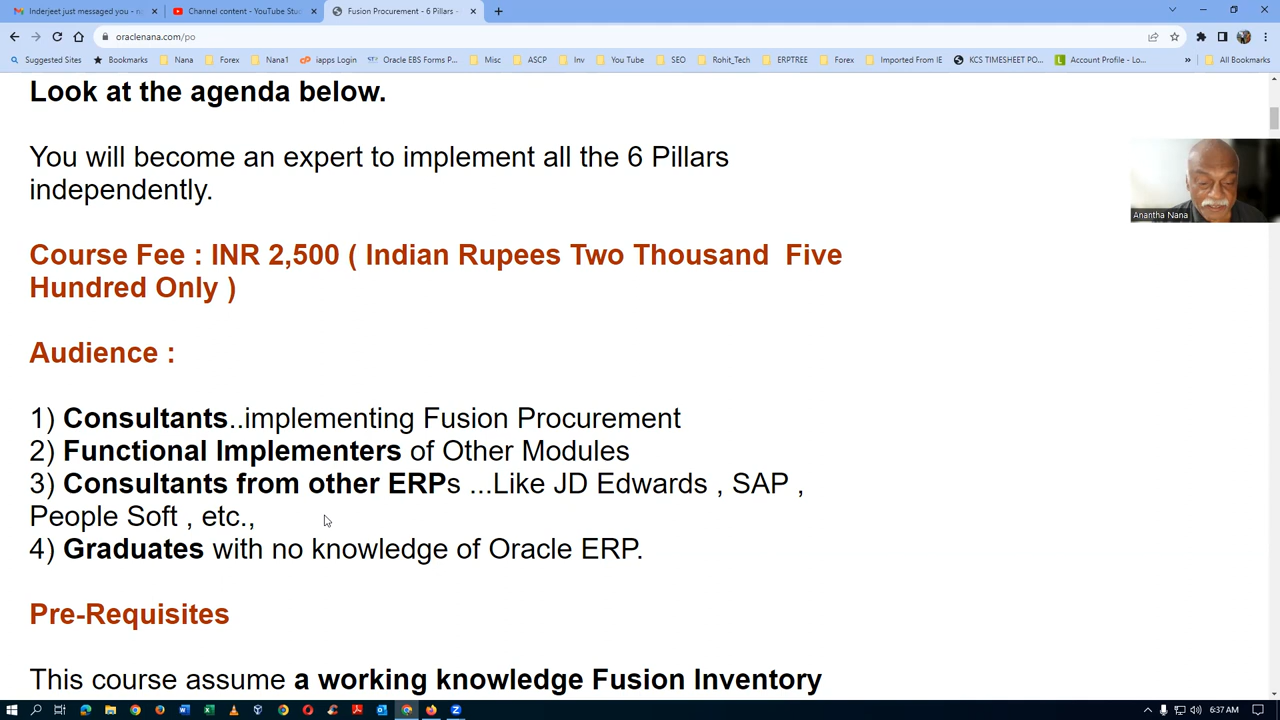 Inderjeet just messaged you - n
Channel content - YouTube Stu
Fusion Procurement - 6 Pillars -
oraclenana.com/po
Suggested Sites
Bookmarks
Nana
Forex
Nana1
iapps Login
Oracle EBS Forms P...
Misc
ASCP
Inv
You Tube
SEO
Rohit_Tech
ERPTREE
Forex
Imported From IE
KCS TIMESHEET PO...
Account Profile - Lo...
»
All Bookmarks
Look at the agenda below.
You will become an expert to implement all the 6 Pillars
independently.
Course Fee : INR 2,500 ( Indian Rupees Two Thousand Five
Hundred Only )
Audience :
1) Consultants..implementing Fusion Procurement
2) Functional Implementers of Other Modules
3) Consultants from other ERPs ...Like JD Edwards , SAP ,
People Soft , etc.,
4) Graduates with no knowledge of Oracle ERP.
Pre-Requisites
This course assume a working knowledge Fusion Inventory
Anantha Nana
6:37 AM